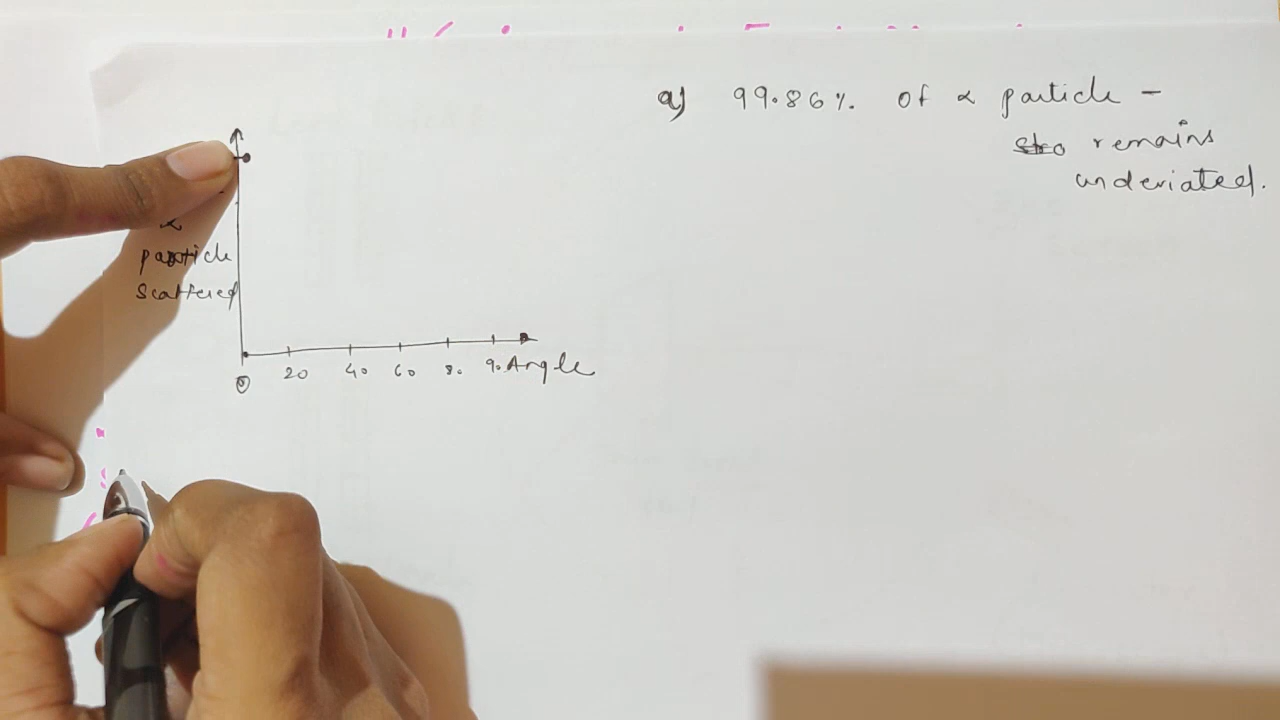 a) 99.86%. of α particle -
sto remains
undeviated.
α
particle
scattered
0 20 40 60 80 90 Angle